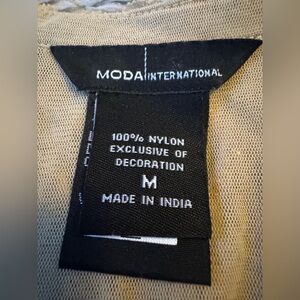 MODA INTERNATIONAL
100% NYLON
EXCLUSIVE OF
DECORATION
M
MADE IN INDIA